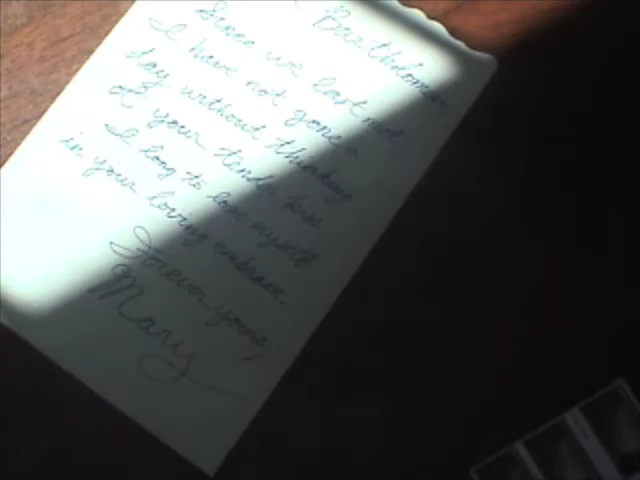 Bartholomew,
Since we last met
I have not gone a
day without thinking
of your tender kiss
I long to lose myself
in your loving embrace.
Forever yours,
Mary